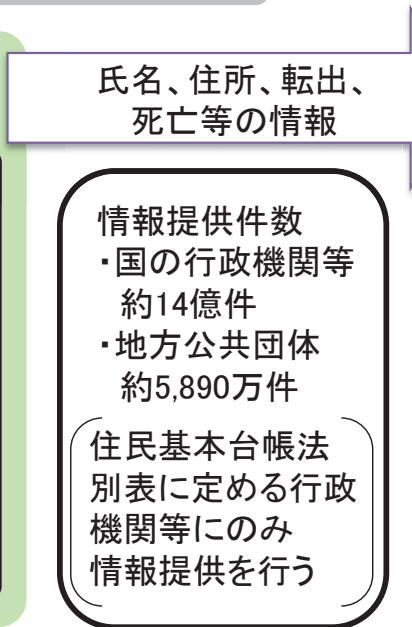 氏名、住所、転出、
死亡等の情報
情報提供件数
・国の行政機関等
約14億件
・地方公共団体
約5,890万件
住民基本台帳法
別表に定める行政
機関等にのみ
情報提供を行う